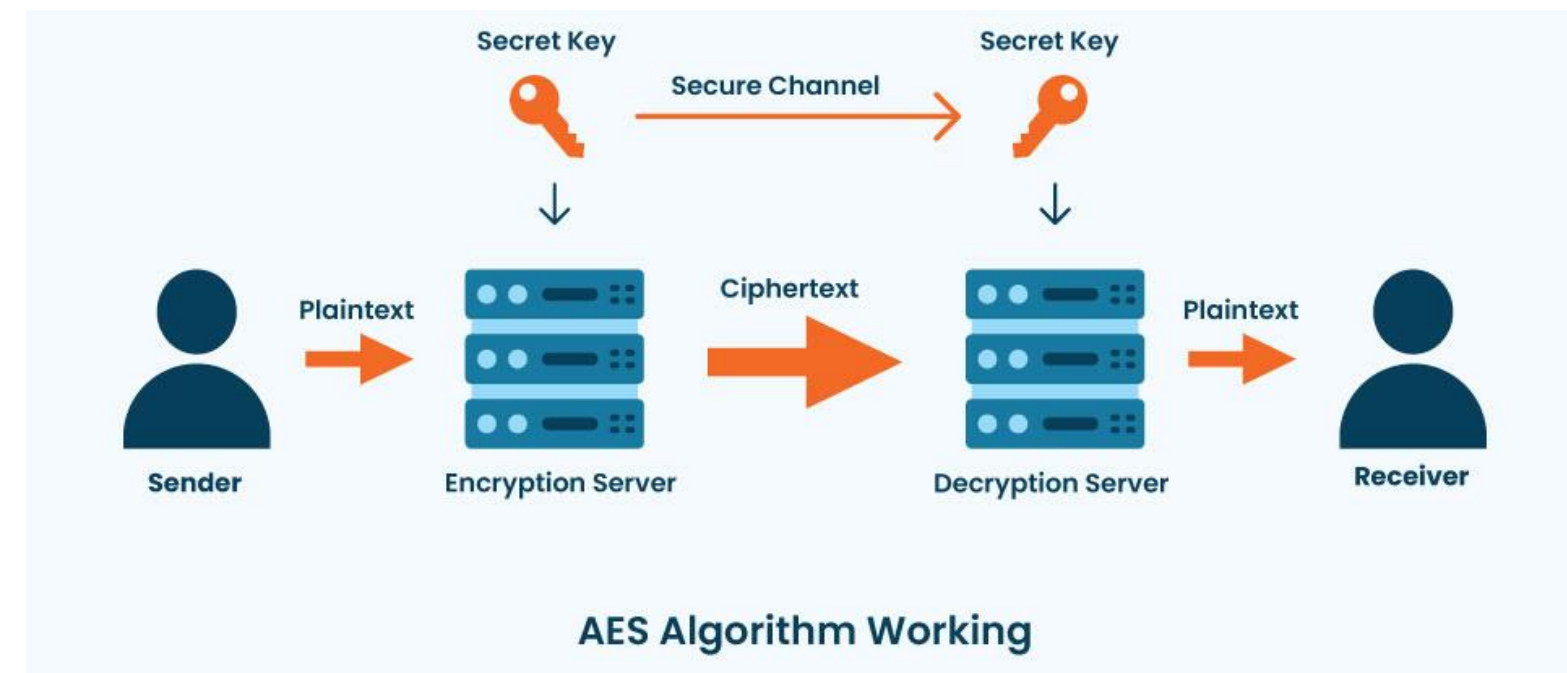 Secret Key
Secret Key
Secure Channel
Plaintext
Ciphertext
Plaintext
Sender
Encryption Server
Decryption Server
Receiver
AES Algorithm Working